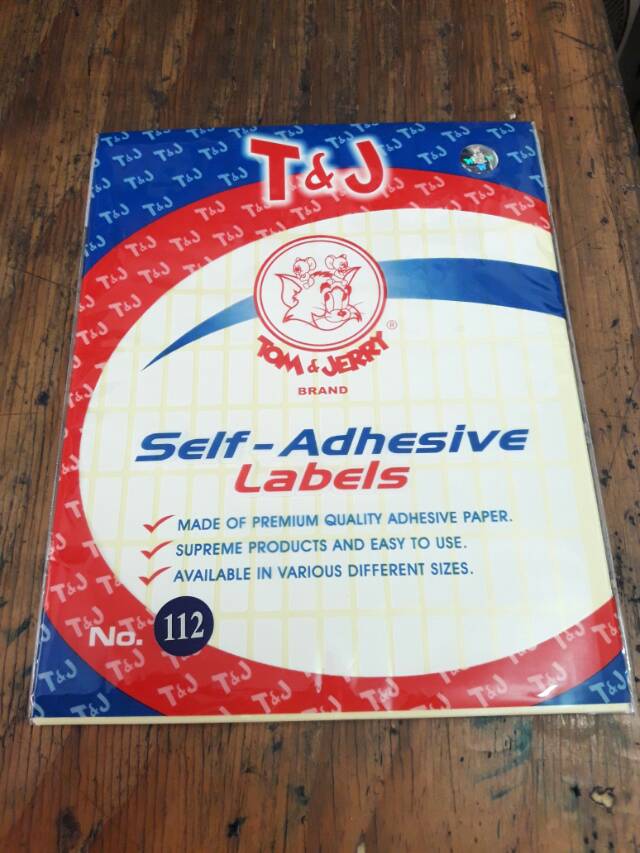 T&J
TOM & JERRY®
BRAND
Self-Adhesive
Labels
MADE OF PREMIUM QUALITY ADHESIVE PAPER.
SUPREME PRODUCTS AND EASY TO USE.
AVAILABLE IN VARIOUS DIFFERENT SIZES.
No. 112